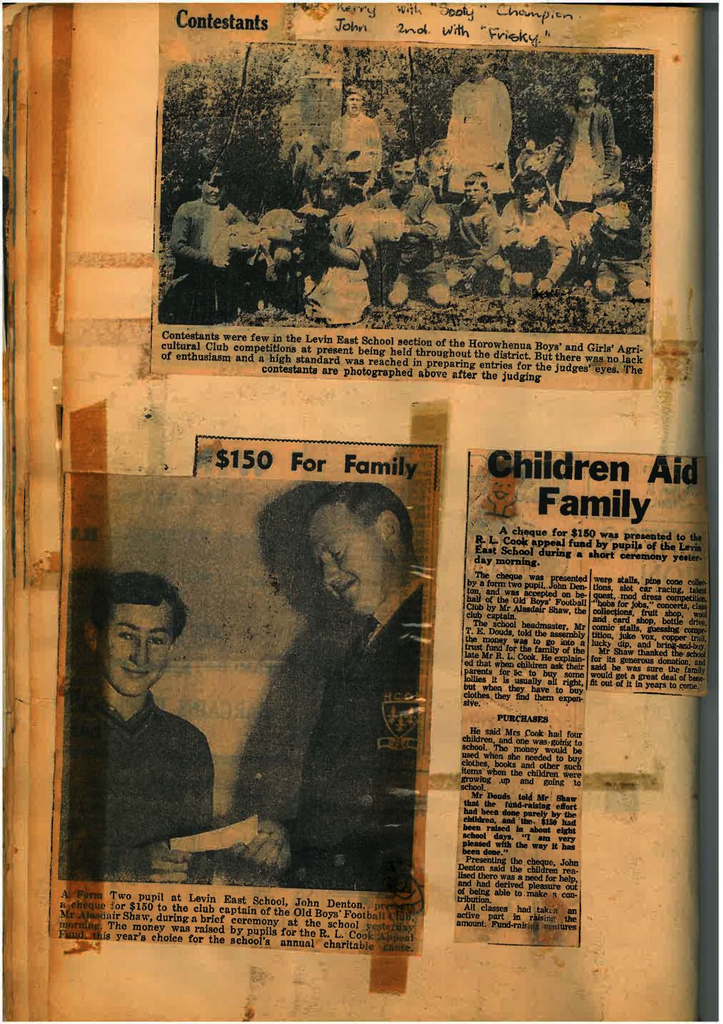 Kerry with "Sooty" Champion.
John 2nd. With "Frisky."
Contestants
Contestants were few in the Levin East School section of the Horowhenua Boys' and Girls' Agri-
cultural Club competitions at present being held throughout the district. But there was no lack
of enthusiasm and a high standard was reached in preparing entries for the judges' eyes. The
contestants are photographed above after the judging
$150 For Family
A Form Two pupil at Levin East School, John Denton, presents
a cheque for $150 to the club captain of the Old Boys' Football Club,
Mr Alasdair Shaw, during a brief ceremony at the school yesterday
morning. The money was raised by pupils for the R. L. Cook Appeal
Fund, this year's choice for the school's annual charitable cause.
Children Aid
Family
A cheque for $150 was presented to the
R. L. Cook appeal fund by pupils of the Levin
East School during a short ceremony yester-
day morning.
The cheque was presented
by a form two pupil, John Den-
ton, and was accepted on be-
half of the Old Boys' Football
Club by Mr Alasdair Shaw, the
club captain.
The school headmaster, Mr
T. E. Douds, told the assembly
the money was to go into a
trust fund for the family of the
late Mr R. L. Cook. He explain-
ed that when children ask their
parents for 5c to buy some
lollies it is usually all right,
but when they have to buy
clothes they find them expen-
sive.
PURCHASES
He said Mrs Cook had four
children, and one was going to
school. The money would be
used when she needed to buy
clothes, books and other such
items when the children were
growing up and going to
school.
Mr Douds told Mr Shaw
that the fund-raising effort
had been done purely by the
children, and the $150 had
been raised in about eight
school days. "I am very
pleased with the way it has
been done."
Presenting the cheque, John
Denton said the children rea-
lised there was a need for help,
and had derived pleasure out
of being able to make a con-
tribution.
All classes had taken an
active part in raising the
amount. Fund-raising ventures
were stalls, pine cone collec-
tions, slot car racing, talent
quest, mod dress competition,
"bobs for jobs," concerts, class
collections, fruit shop, wool
and card shop, bottle drive,
comic stalls, guessing compe-
tition, juke vox, copper trail,
lucky dip, and bring-and-buy
Mr Shaw thanked the school
for its generous donation, and
said he was sure the family
would get a great deal of bene-
fit out of it in years to come.